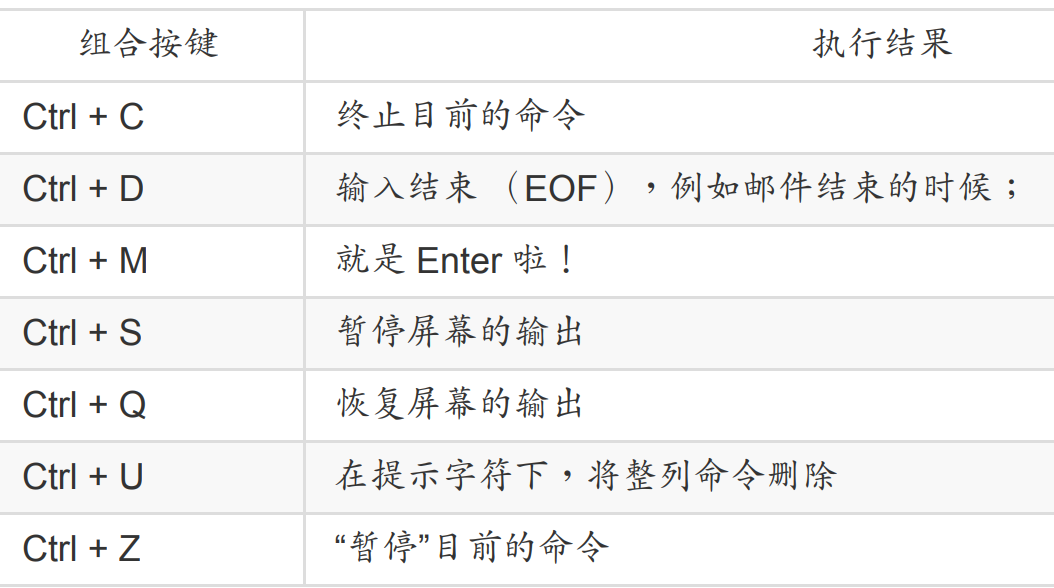 组合按键 执行结果
Ctrl + C 终止目前的命令
Ctrl + D 输入结束 （EOF），例如邮件结束的时候；
Ctrl + M 就是 Enter 啦！
Ctrl + S 暂停屏幕的输出
Ctrl + Q 恢复屏幕的输出
Ctrl + U 在提示字符下，将整列命令删除
Ctrl + Z “暂停”目前的命令